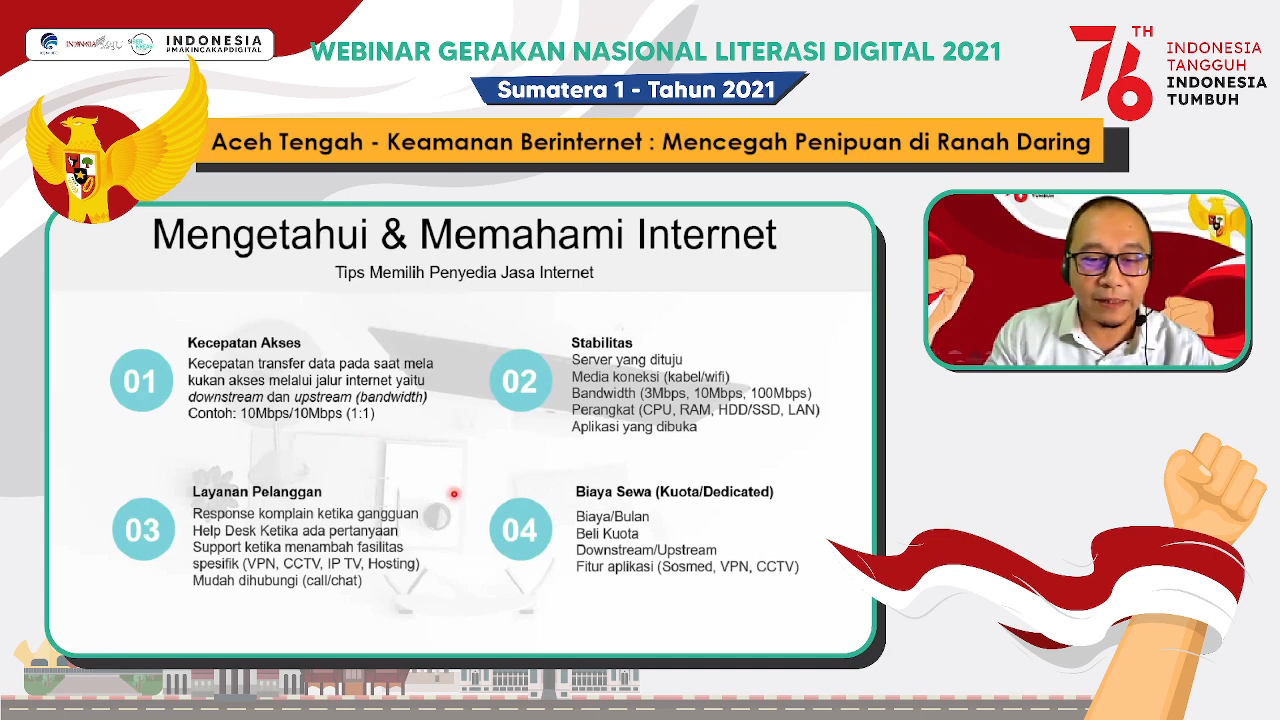 INDONESIA
#MAKINCAKAPDIGITAL
WEBINAR GERAKAN NASIONAL LITERASI DIGITAL 2021
Sumatera 1 - Tahun 2021
76TH
INDONESIA
TANGGUH
INDONESIA
TUMBUH
Aceh Tengah - Keamanan Berinternet : Mencegah Penipuan di Ranah Daring
Mengetahui & Memahami Internet
Tips Memilih Penyedia Jasa Internet
01
Kecepatan Akses
Kecepatan transfer data pada saat mela
kukan akses melalui jalur internet yaitu
downstream dan upstream (bandwidth)
Contoh: 10Mbps/10Mbps (1:1)
02
Stabilitas
Server yang dituju
Media koneksi (kabel/wifi)
Bandwidth (3Mbps, 10Mbps, 100Mbps)
Perangkat (CPU, RAM, HDD/SSD, LAN)
Aplikasi yang dibuka
03
Layanan Pelanggan
Response komplain ketika gangguan
Help Desk Ketika ada pertanyaan
Support ketika menambah fasilitas
spesifik (VPN, CCTV, IP TV, Hosting)
Mudah dihubungi (call/chat)
04
Biaya Sewa (Kuota/Dedicated)
Biaya/Bulan
Beli Kuota
Downstream/Upstream
Fitur aplikasi (Sosmed, VPN, CCTV)
TUMBUH